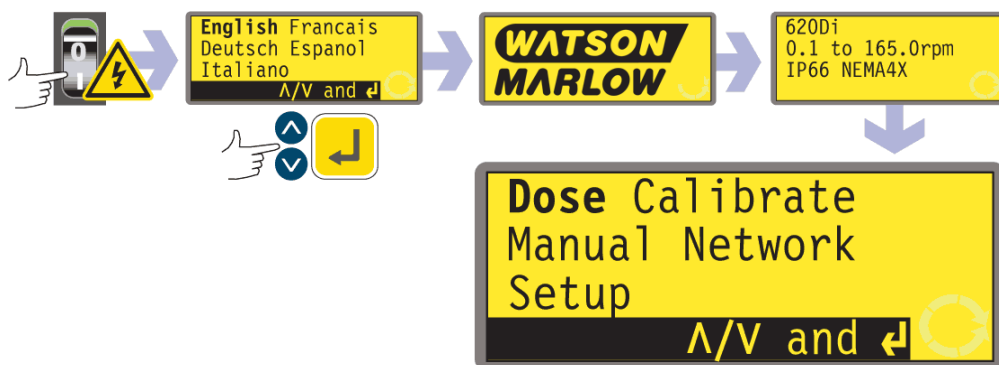 0
I
English Francais
Deutsch Espanol
Italiano
Λ/V and ↲
WATSON
MARLOW
620Di
0.1 to 165.0rpm
IP66 NEMA4X
Dose Calibrate
Manual Network
Setup
Λ/V and ↲